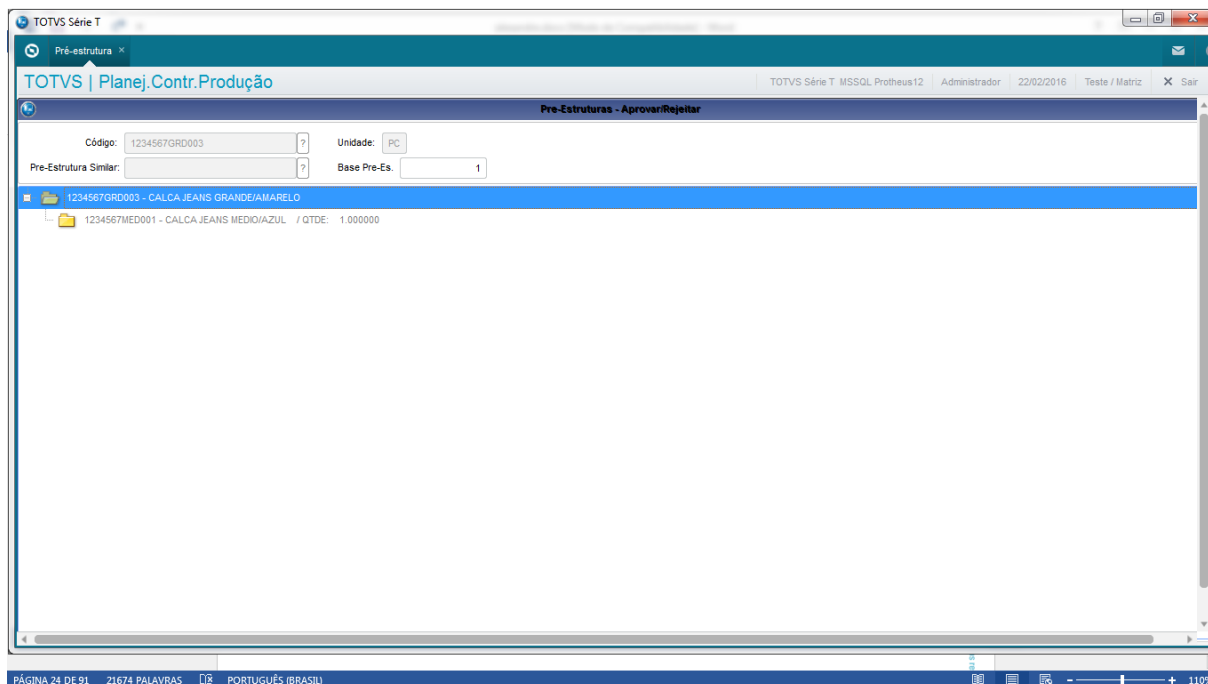 TOTVS Série T
Pré-estrutura ×
TOTVS | Planej.Contr.Produção
TOTVS Série T MSSQL Protheus12 Administrador 22/02/2016 Teste / Matriz X Sair
Pre-Estruturas - Aprovar/Rejeitar
Código: 1234567GRD003 ? Unidade: PC
Pre-Estrutura Similar: ? Base Pre-Es. 1
1234567GRD003 - CALCA JEANS GRANDE/AMARELO
1234567MED001 - CALCA JEANS MEDIO/AZUL / QTDE: 1.000000
PÁGINA 24 DE 91 21674 PALAVRAS PORTUGUÊS (BRASIL) 110%